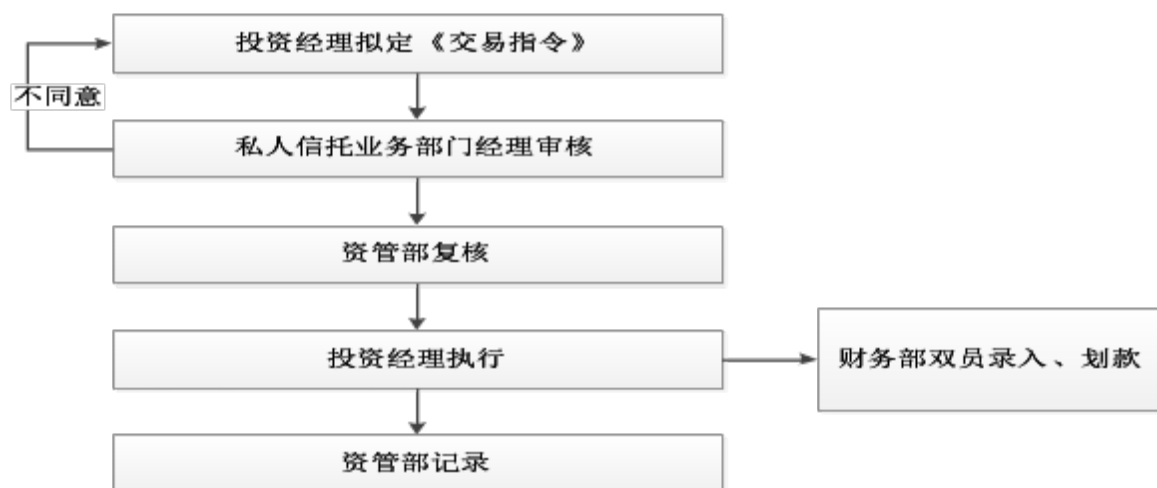 投资经理拟定《交易指令》
不同意
私人信托业务部门经理审核
资管部复核
投资经理执行
财务部双员录入、划款
资管部记录